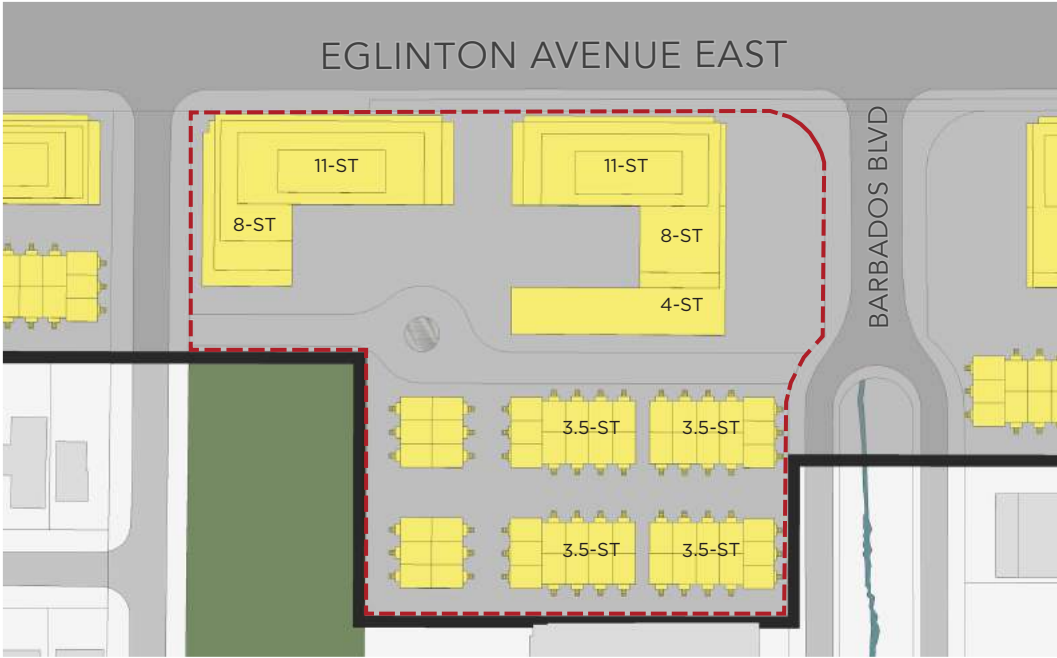 EGLINTON AVENUE EAST
BARBADOS BLVD
11-ST
11-ST
8-ST
8-ST
4-ST
3.5-ST
3.5-ST
3.5-ST
3.5-ST